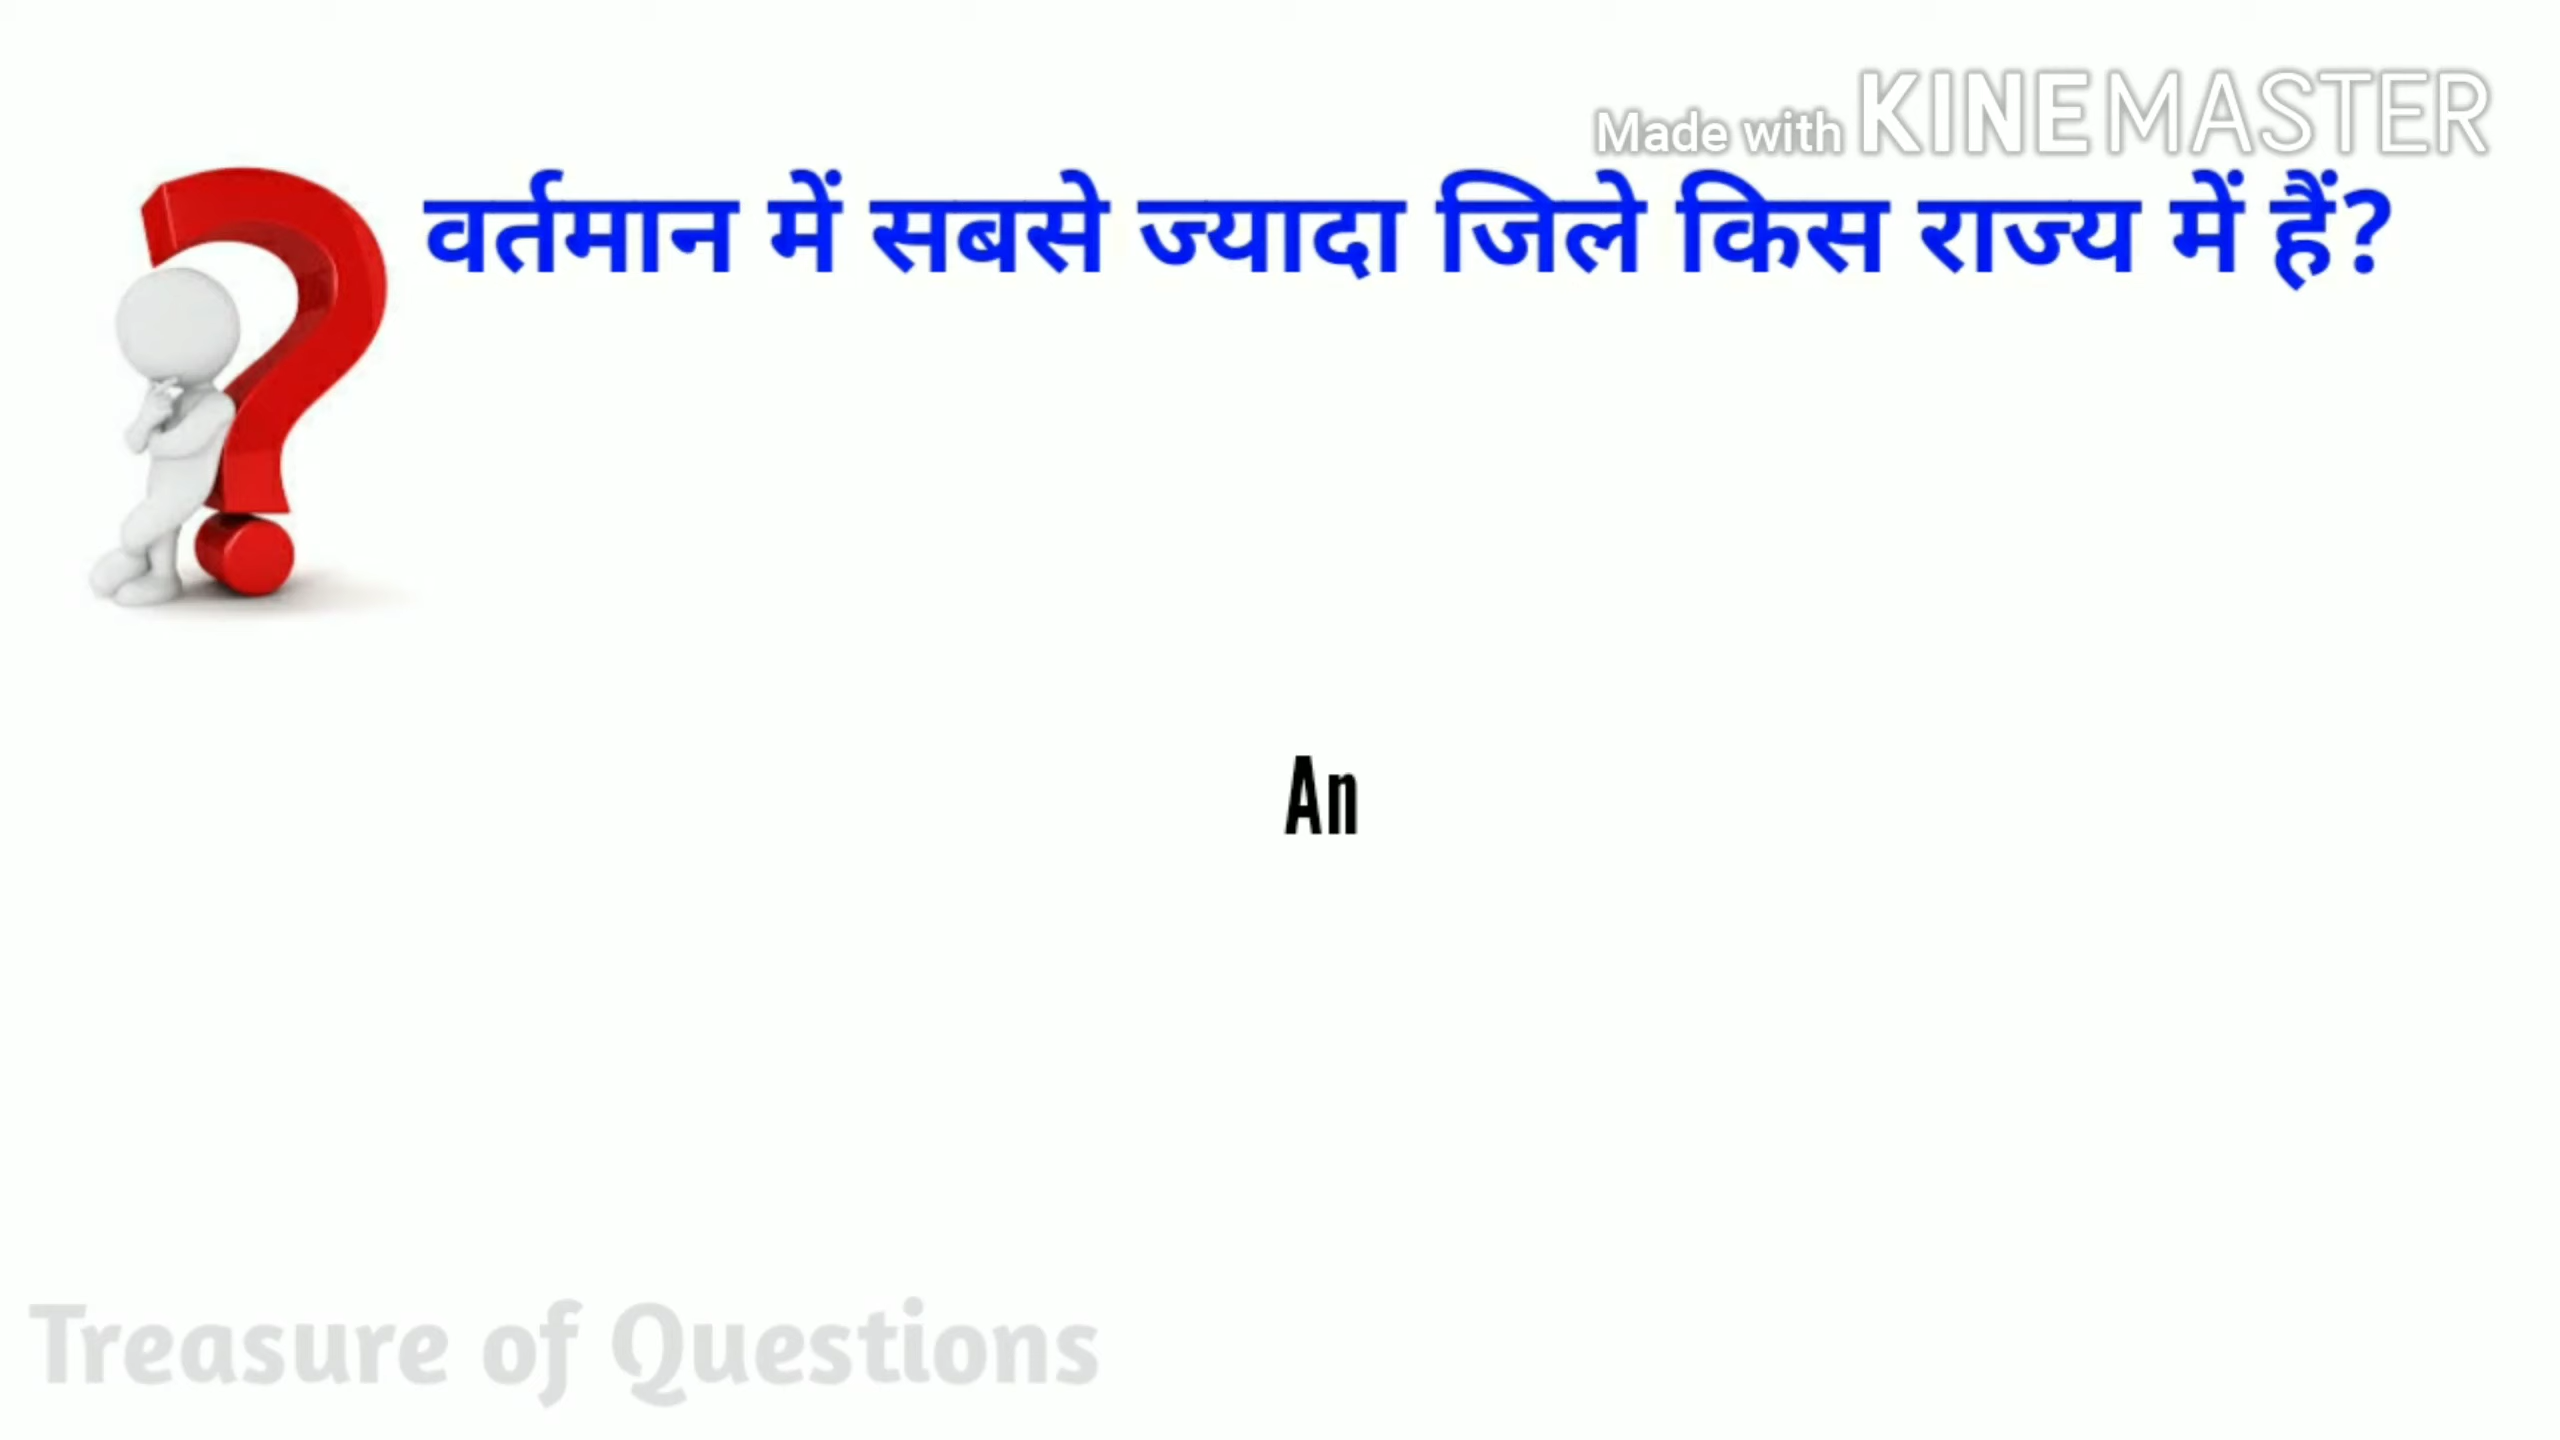 Made with KINEMASTER
वर्तमान में सबसे ज्यादा जिले किस राज्य में हैं?
An
Treasure of Questions